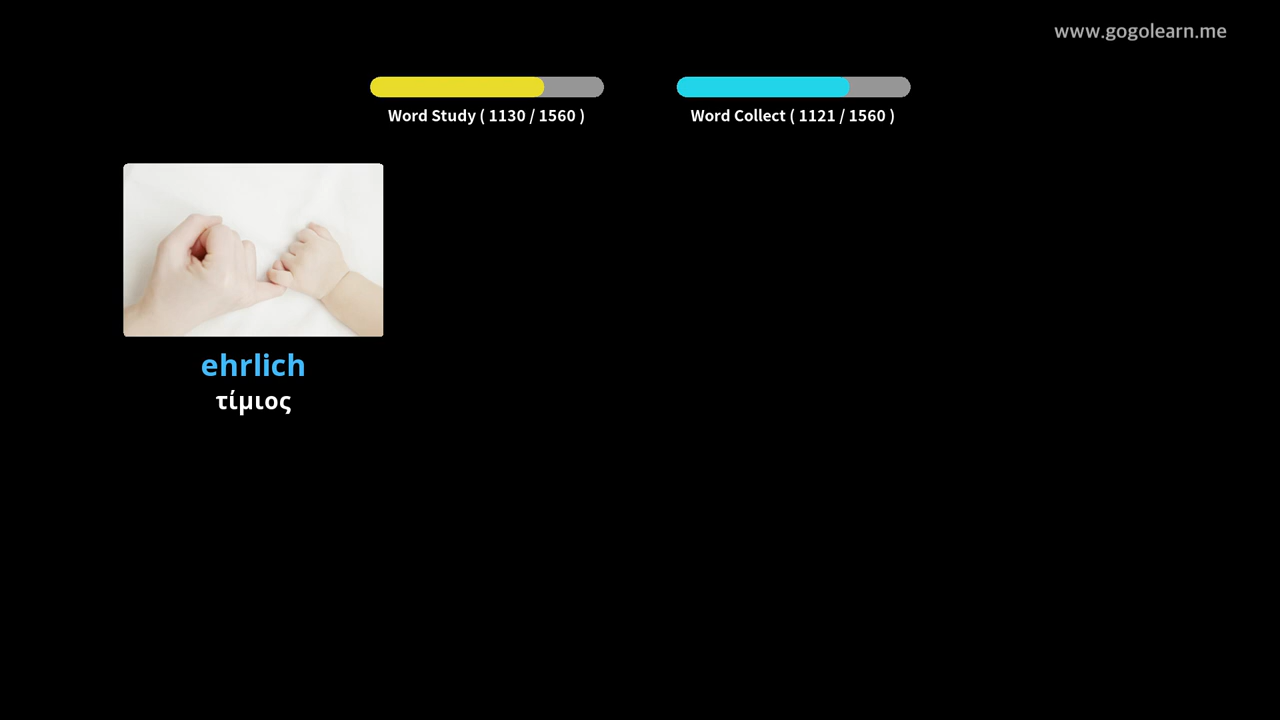 www.gogolearn.me
Word Study ( 1130 / 1560 )
Word Collect ( 1121 / 1560 )
ehrlich
τίμιος